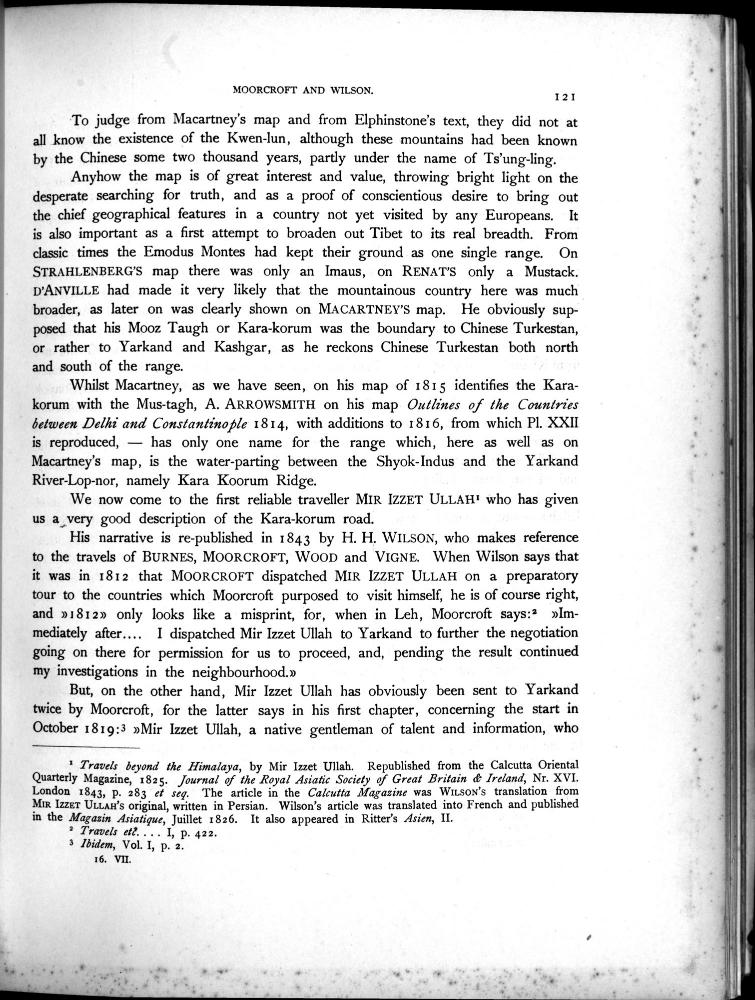 MOORCROFT AND WILSON.
121
To judge from Macartney's map and from Elphinstone's text, they did not at
all know the existence of the Kwen-lun, although these mountains had been known
by the Chinese some two thousand years, partly under the name of Ts'ung-ling.
Anyhow the map is of great interest and value, throwing bright light on the
desperate searching for truth, and as a proof of conscientious desire to bring out
the chief geographical features in a country not yet visited by any Europeans. It
is also important as a first attempt to broaden out Tibet to its real breadth. From
classic times the Emodus Montes had kept their ground as one single range. On
STRAHLENBERG'S map there was only an Imaus, on RENAT'S only a Mustack.
D'ANVILLE had made it very likely that the mountainous country here was much
broader, as later on was clearly shown on MACARTNEY'S map. He obviously sup-
posed that his Mooz Taugh or Kara-korum was the boundary to Chinese Turkestan,
or rather to Yarkand and Kashgar, as he reckons Chinese Turkestan both north
and south of the range.
Whilst Macartney, as we have seen, on his map of 1815 identifies the Kara-
korum with the Mus-tagh, A. ARROWSMITH on his map Outlines of the Countries
between Delhi and Constantinople 1814, with additions to 1816, from which Pl. XXII
is reproduced, — has only one name for the range which, here as well as on
Macartney's map, is the water-parting between the Shyok-Indus and the Yarkand
River-Lop-nor, namely Kara Koorum Ridge.
We now come to the first reliable traveller MIR IZZET ULLAH¹ who has given
us a very good description of the Kara-korum road.
His narrative is re-published in 1843 by H. H. WILSON, who makes reference
to the travels of BURNES, MOORCROFT, WOOD and VIGNE. When Wilson says that
it was in 1812 that MOORCROFT dispatched MIR IZZET ULLAH on a preparatory
tour to the countries which Moorcroft purposed to visit himself, he is of course right,
and »1812» only looks like a misprint, for, when in Leh, Moorcroft says:² »Im-
mediately after.... I dispatched Mir Izzet Ullah to Yarkand to further the negotiation
going on there for permission for us to proceed, and, pending the result continued
my investigations in the neighbourhood.»
But, on the other hand, Mir Izzet Ullah has obviously been sent to Yarkand
twice by Moorcroft, for the latter says in his first chapter, concerning the start in
October 1819:³ »Mir Izzet Ullah, a native gentleman of talent and information, who
¹ Travels beyond the Himalaya, by Mir Izzet Ullah. Republished from the Calcutta Oriental
Quarterly Magazine, 1825. Journal of the Royal Asiatic Society of Great Britain & Ireland, Nr. XVI.
London 1843, p. 283 et seq. The article in the Calcutta Magazine was WILSON'S translation from
MIR IZZET ULLAH'S original, written in Persian. Wilson's article was translated into French and published
in the Magazin Asiatique, Juillet 1826. It also appeared in Ritter's Asien, II.
² Travels etc. . . . I, p. 422.
³ Ibidem, Vol. I, p. 2.
16. VII.